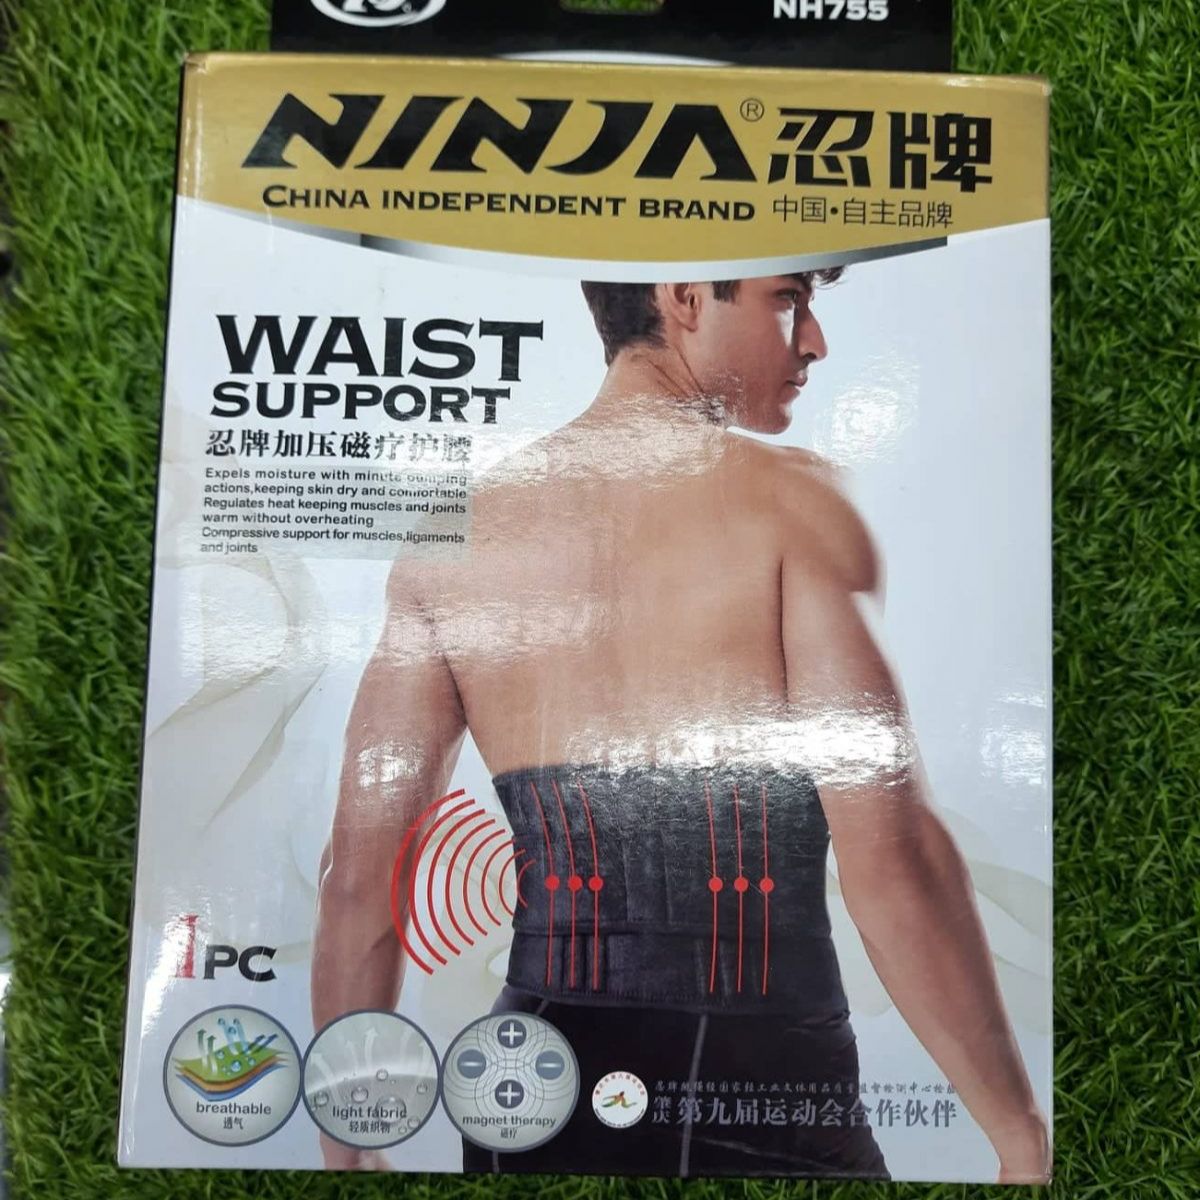 NH755
NINJA® 忍牌
CHINA INDEPENDENT BRAND 中国•自主品牌
WAIST
SUPPORT
忍牌加压磁疗护腰
Expels moisture with minute pumping
actions,keeping skin dry and comfortable
Regulates heat keeping muscles and joints
warm without overheating
Compressive support for muscles,ligaments
and joints
1PC
breathable
透气
light fabric
轻质织物
magnet therapy
磁疗
肇庆 第九届运动会合作伙伴